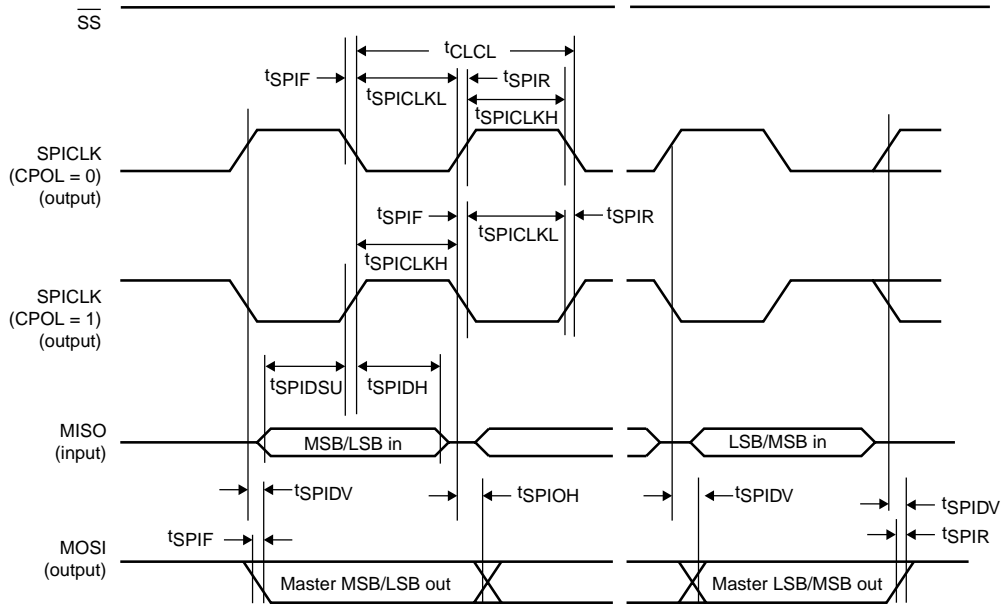 SS
tCLCL
tSPIF
tSPIR
tSPICLKL
tSPICLKH
SPICLK
(CPOL = 0)
(output)
tSPIF
tSPICLKL
tSPIR
tSPICLKH
SPICLK
(CPOL = 1)
(output)
tSPIDSU
tSPIDH
MISO
(input)
MSB/LSB in
LSB/MSB in
tSPIDV
tSPIOH
tSPIDV
tSPIDV
tSPIF
tSPIR
MOSI
(output)
Master MSB/LSB out
Master LSB/MSB out